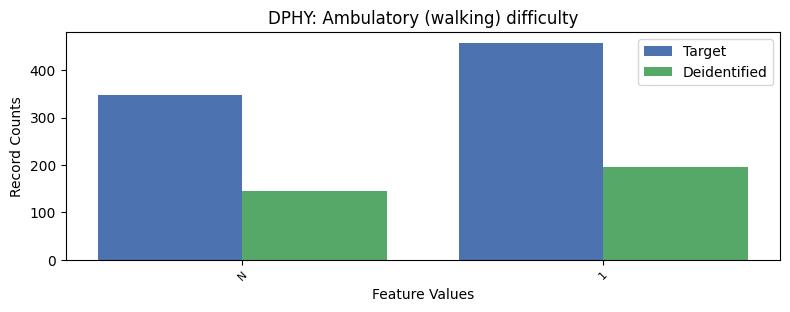 DPHY: Ambulatory (walking) difficulty
Target
Deidentified
Record Counts
400
300
200
100
0
N
1
Feature Values